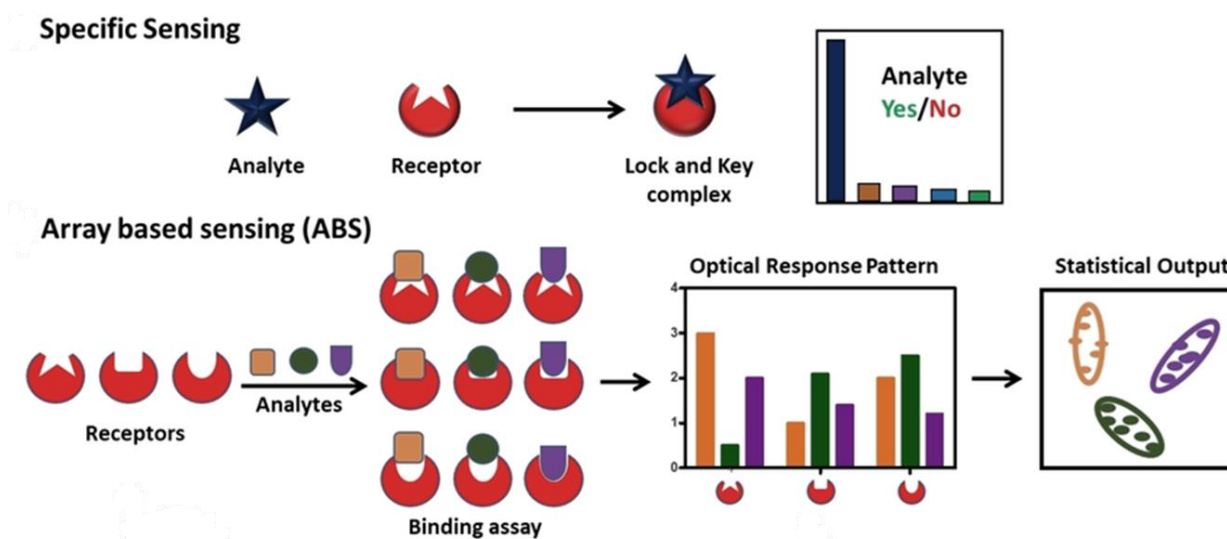 Specific Sensing
Analyte
Receptor
Lock and Key
complex
Analyte
Yes/No
Array based sensing (ABS)
Receptors
Analytes
Binding assay
Optical Response Pattern
4
3
2
1
0
Statistical Output